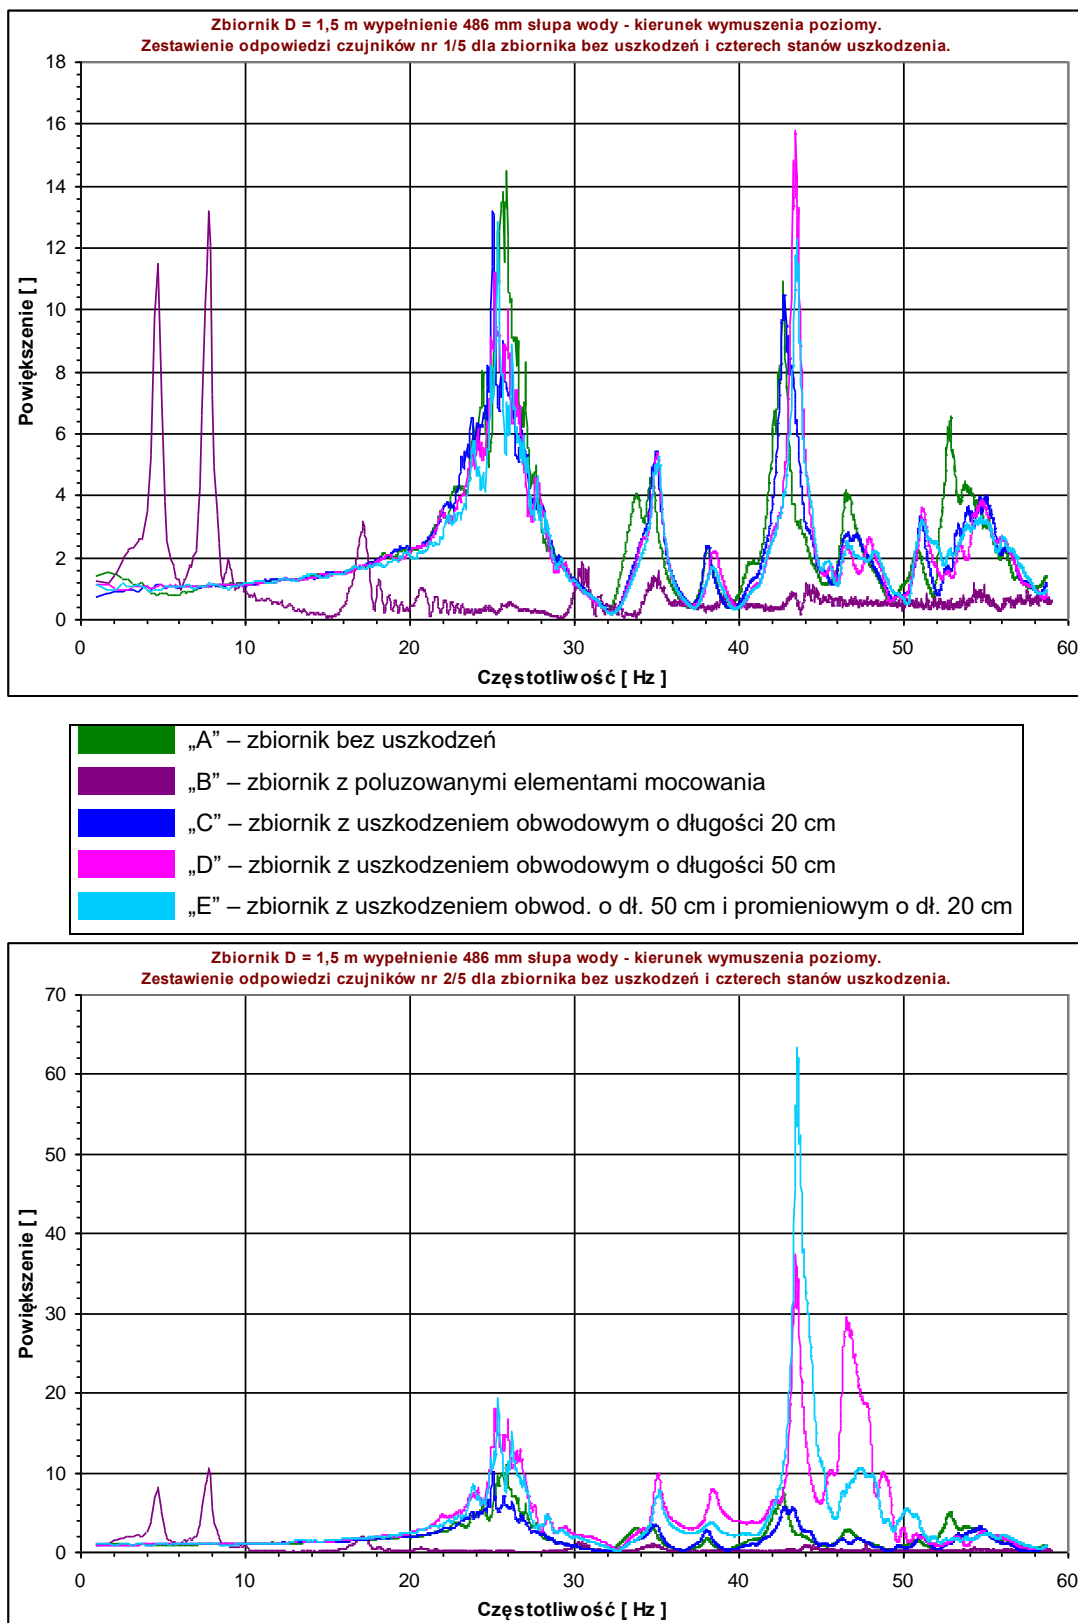 Zbiornik D = 1,5 m wypełnienie 486 mm słupa wody - kierunek wymuszenia poziomy.
Zestawienie odpowiedzi czujników nr 1/5 dla zbiornika bez uszkodzeń i czterech stanów uszkodzenia.
18
16
14
12
10
8
6
4
2
0
Powiększenie [ ]
0 10 20 30 40 50 60
Częstotliwość [ Hz ]
„A” – zbiornik bez uszkodzeń
„B” – zbiornik z poluzowanymi elementami mocowania
„C” – zbiornik z uszkodzeniem obwodowym o długości 20 cm
„D” – zbiornik z uszkodzeniem obwodowym o długości 50 cm
„E” – zbiornik z uszkodzeniem obwod. o dł. 50 cm i promieniowym o dł. 20 cm
Zbiornik D = 1,5 m wypełnienie 486 mm słupa wody - kierunek wymuszenia poziomy.
Zestawienie odpowiedzi czujników nr 2/5 dla zbiornika bez uszkodzeń i czterech stanów uszkodzenia.
70
60
50
40
30
20
10
0
Powiększenie [ ]
0 10 20 30 40 50 60
Częstotliwość [ Hz ]